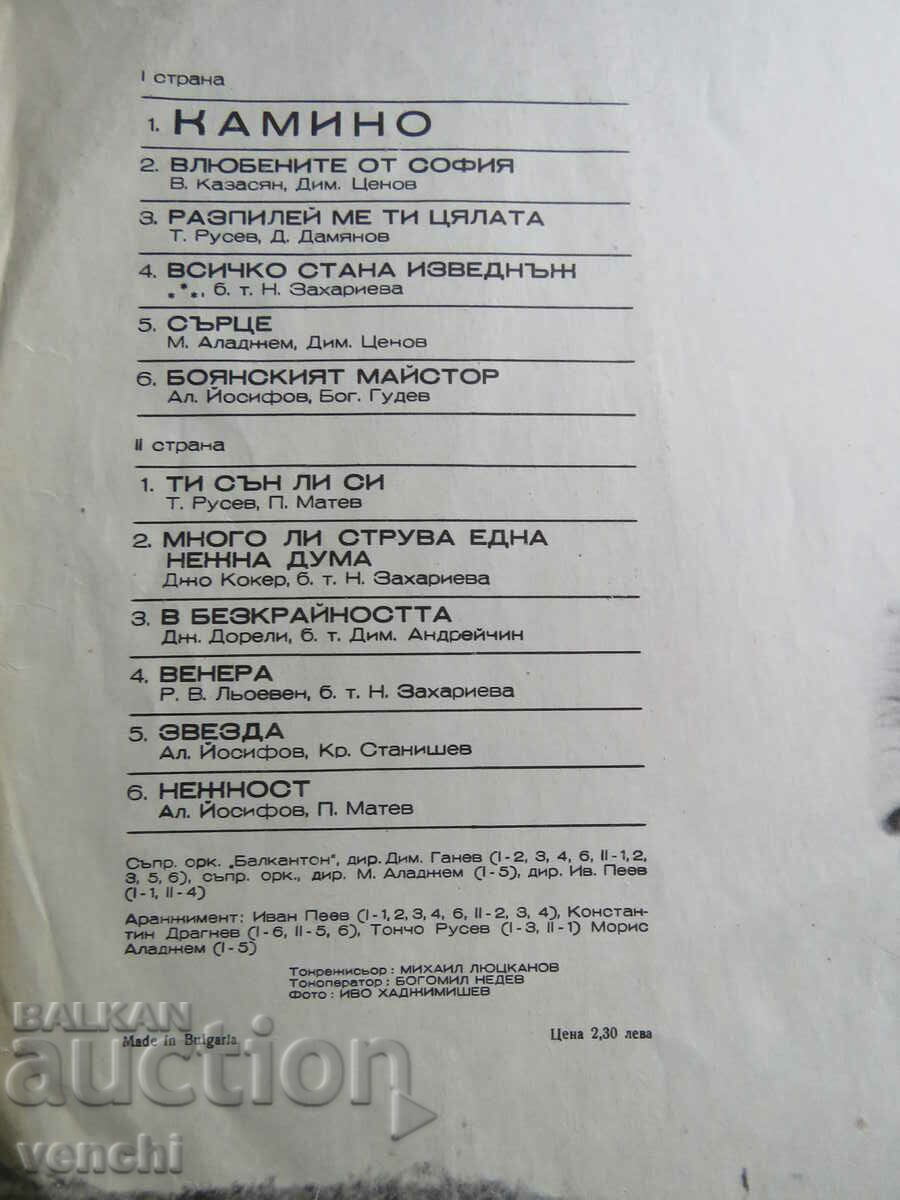 I страна
1. КАМИНО
2. ВЛЮБЕНИТЕ ОТ СОФИЯ
В. Казасян, Дим. Ценов
3. РАЗПИЛЕЙ МЕ ТИ ЦЯЛАТА
Т. Русев, Д. Дамянов
4. ВСИЧКО СТАНА ИЗВЕДНЪЖ
***, б. т. Н. Захариева
5. СЪРЦЕ
М. Аладжем, Дим. Ценов
6. БОЯНСКИЯТ МАЙСТОР
Ал. Йосифов, Бог. Гудев
II страна
1. ТИ СЪН ЛИ СИ
Т. Русев, П. Матев
2. МНОГО ЛИ СТРУВА ЕДНА
НЕЖНА ДУМА
Джо Кокер, б. т. Н. Захариева
3. В БЕЗКРАЙНОСТТА
Дж. Дорели, б. т. Дим. Андрейчин
4. ВЕНЕРА
Р. В. Льоевен, б. т. Н. Захариева
5. ЗВЕЗДА
Ал. Йосифов, Кр. Станишев
6. НЕЖНОСТ
Ал. Йосифов, П. Матев
Съпр. орк. „Балкантон", дир. Дим. Ганев (I-2, 3, 4, 6, II-1, 2,
3, 5, 6), съпр. орк., дир. М. Аладжем (I-5), дир. Ив. Пеев
(I-1, II-4)
Аранжимент: Иван Пеев (I-1, 2, 3, 4, 6, II-2, 3, 4), Констан-
тин Драгнев (I-6, II-5, 6), Тончо Русев (I-3, II-1) Морис
Аладжем (I-5)
Тонрежисьор: МИХАИЛ ЛЮЦКАНОВ
Тоноператор: БОГОМИЛ НЕДЕВ
Фото: ИВО ХАДЖИМИШЕВ
Made in Bulgaria
Цена 2,30 лева
BALKAN
auction
venchi